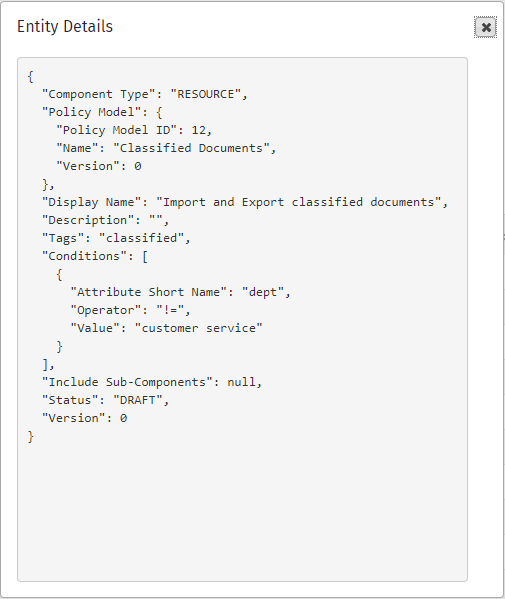 Entity Details
{
  "Component Type": "RESOURCE",
  "Policy Model": {
    "Policy Model ID": 12,
    "Name": "Classified Documents",
    "Version": 0
  },
  "Display Name": "Import and Export classified documents",
  "Description": "",
  "Tags": "classified",
  "Conditions": [
    {
      "Attribute Short Name": "dept",
      "Operator": "!=",
      "Value": "customer service"
    }
  ],
  "Include Sub-Components": null,
  "Status": "DRAFT",
  "Version": 0
}